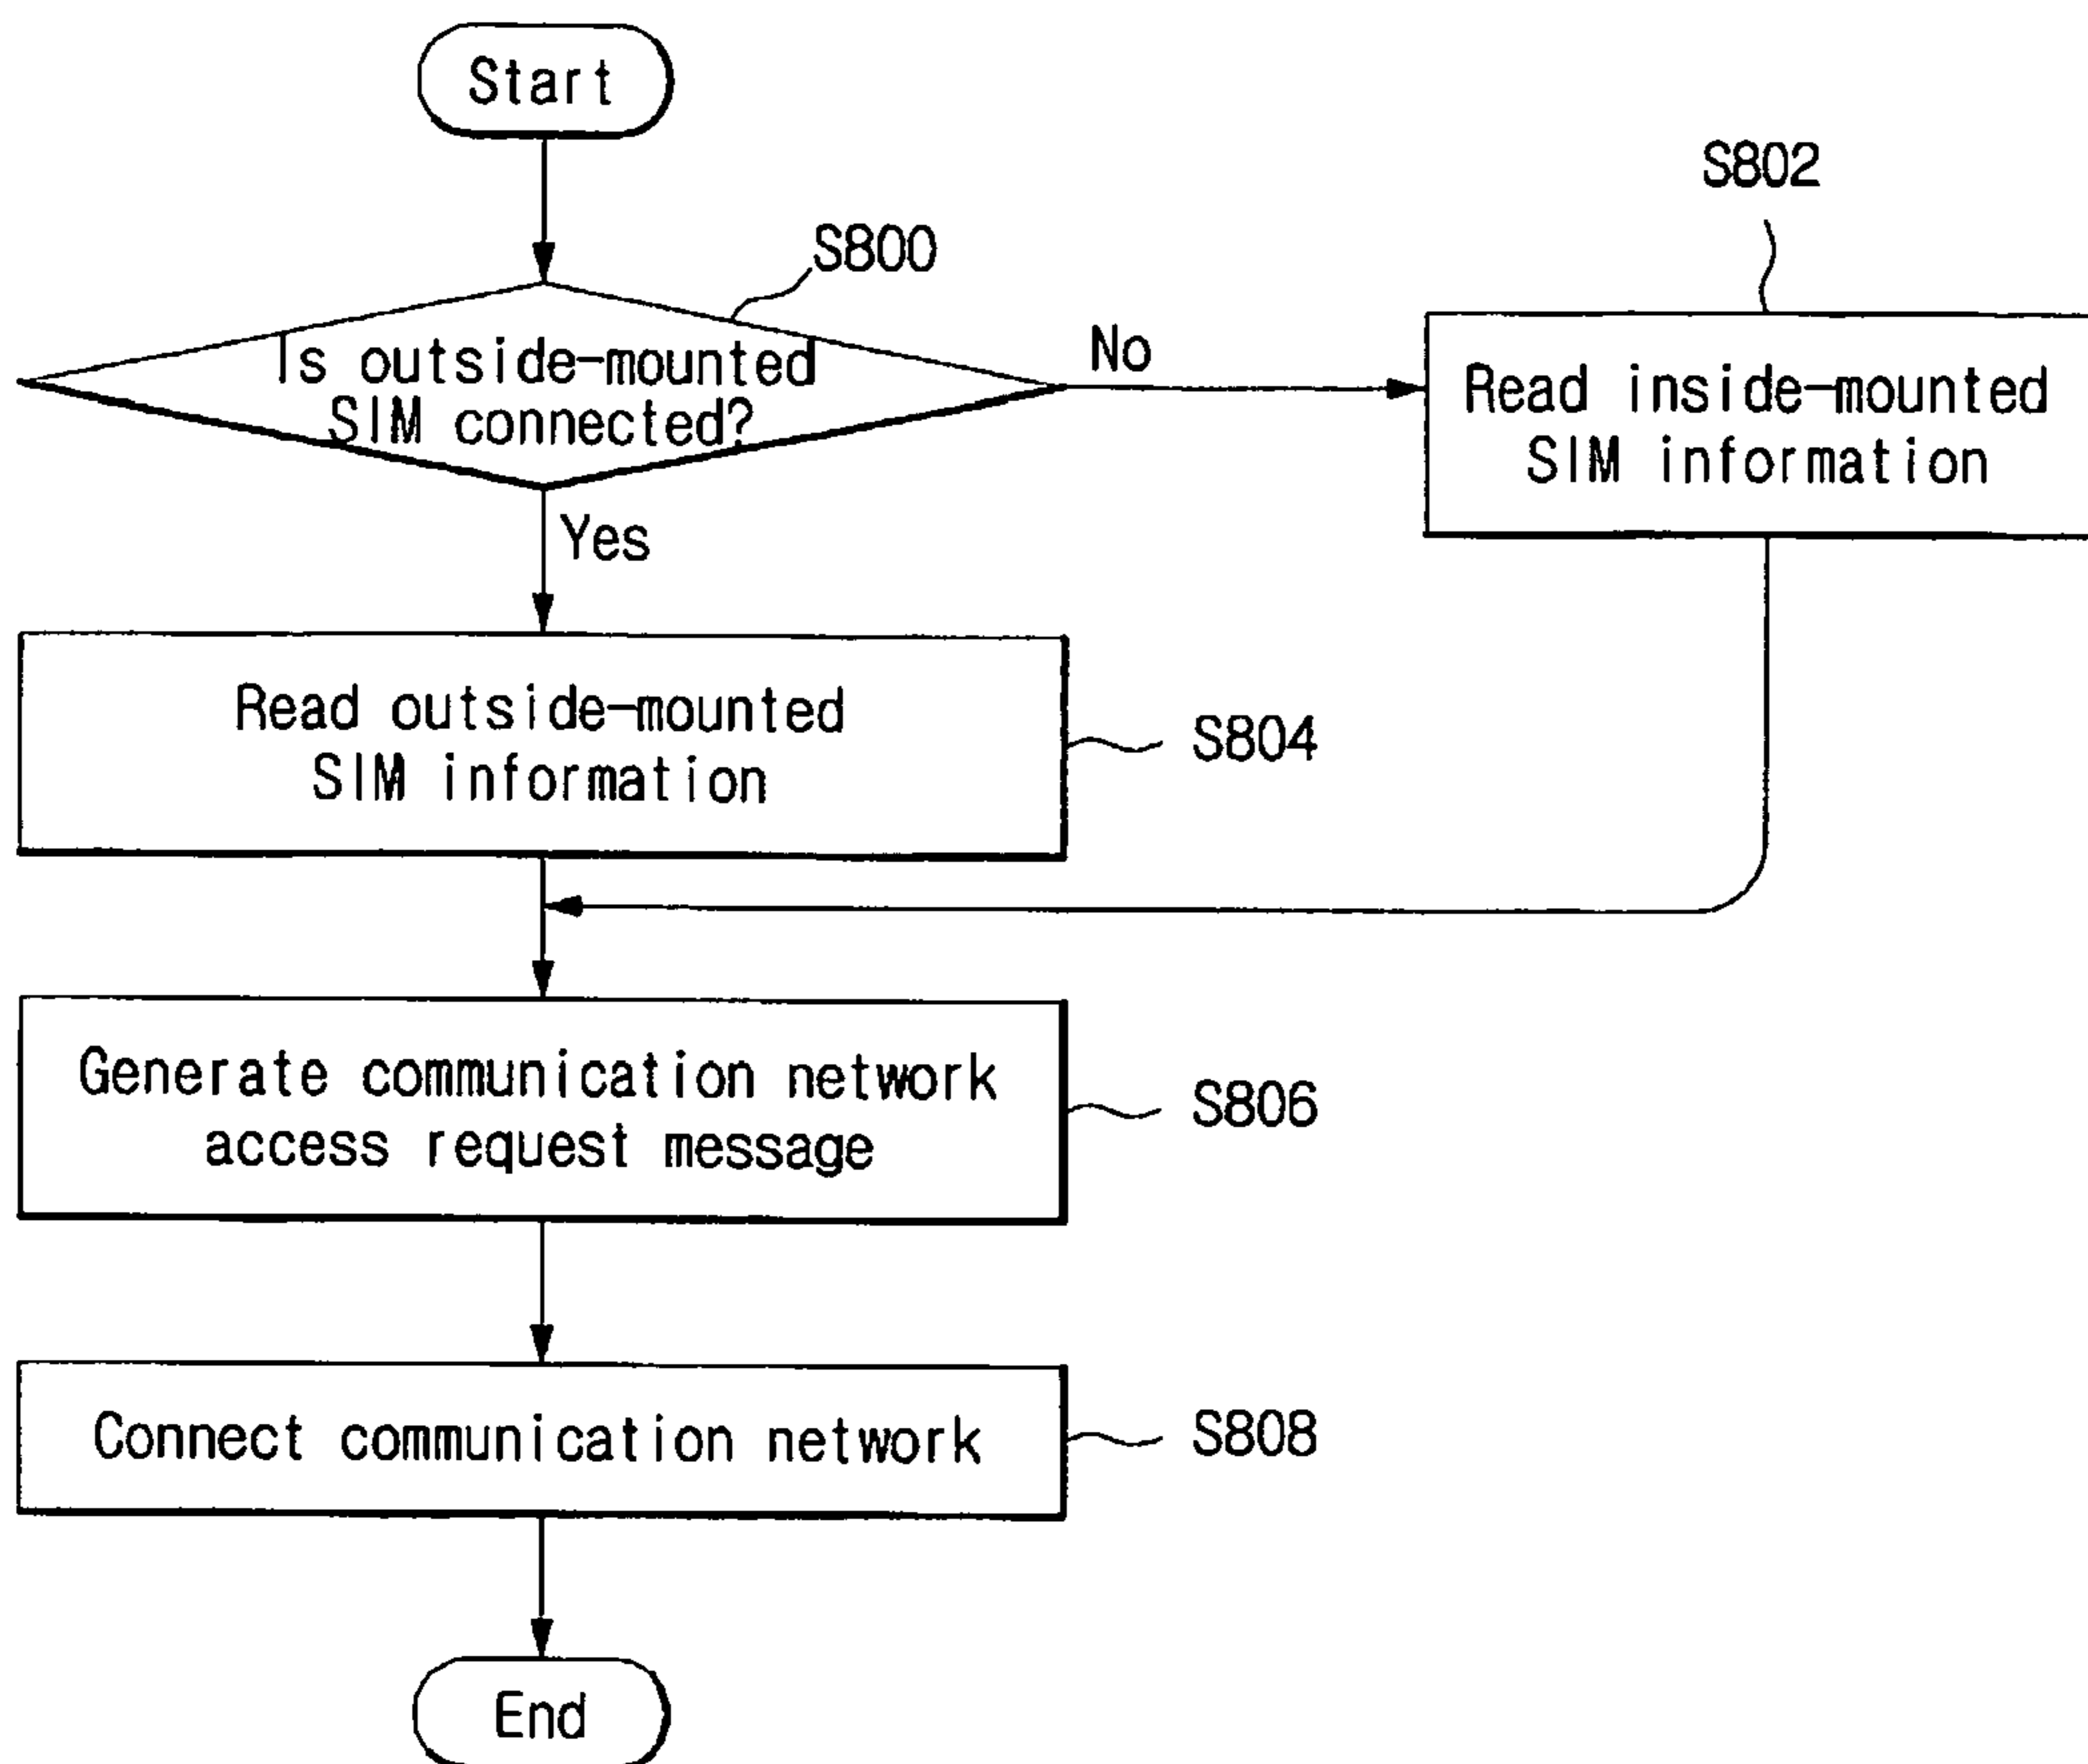 Start
S802
S800
Is outside-mounted
SIM connected?
No
Read inside-mounted
SIM information
Yes
Read outside-mounted
SIM information
S804
Generate communication network
access request message
S806
Connect communication network
S808
End